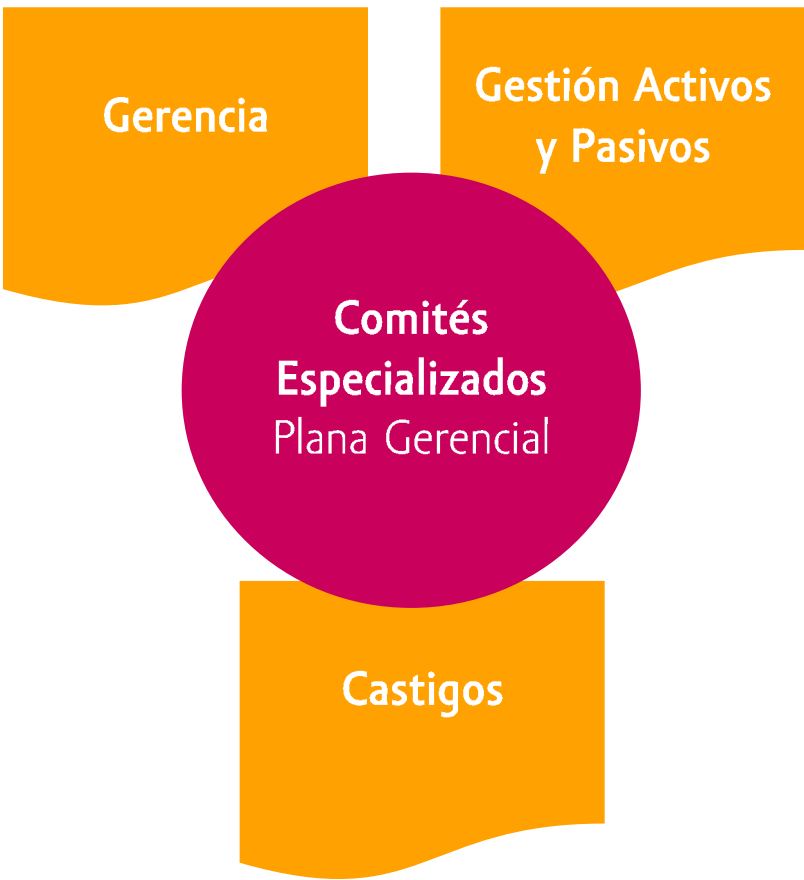 Gerencia
Gestión Activos
y Pasivos
Comités
Especializados
Plana Gerencial
Castigos